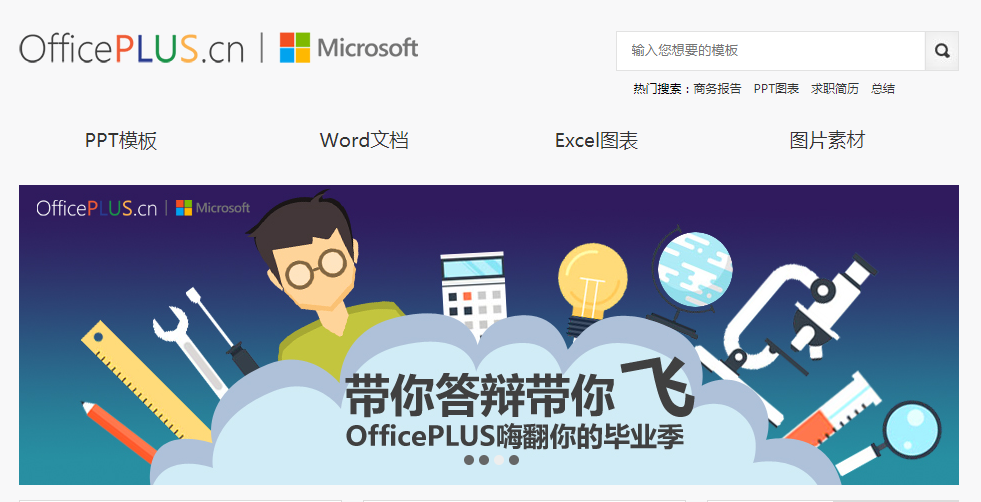 OfficePLUS.cn | Microsoft
输入您想要的模板
热门搜索：商务报告 PPT图表 求职简历 总结
PPT模板 Word文档 Excel图表 图片素材
OfficePLUS.cn | Microsoft
带你答辩带你飞
OfficePLUS嗨翻你的毕业季